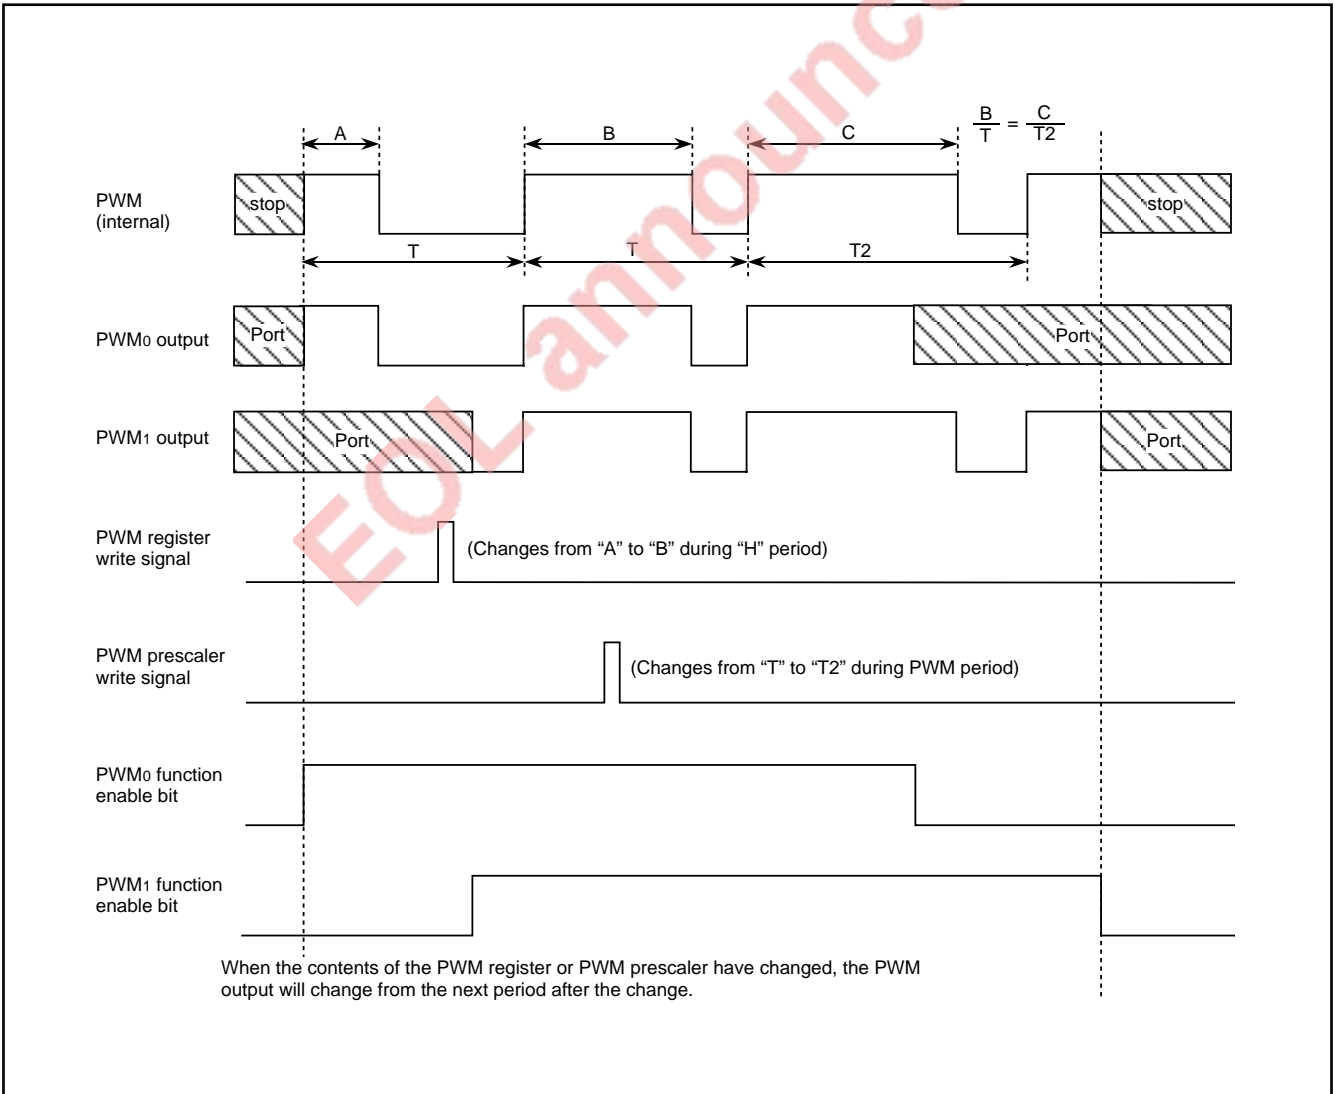 EOL announc
A
B
C
B/T = C/T2
PWM
(internal)
stop
stop
T
T
T2
PWM0 output
Port
Port
PWM1 output
Port
Port
PWM register
write signal
(Changes from “A” to “B” during “H” period)
PWM prescaler
write signal
(Changes from “T” to “T2” during PWM period)
PWM0 function
enable bit
PWM1 function
enable bit
When the contents of the PWM register or PWM prescaler have changed, the PWM
output will change from the next period after the change.